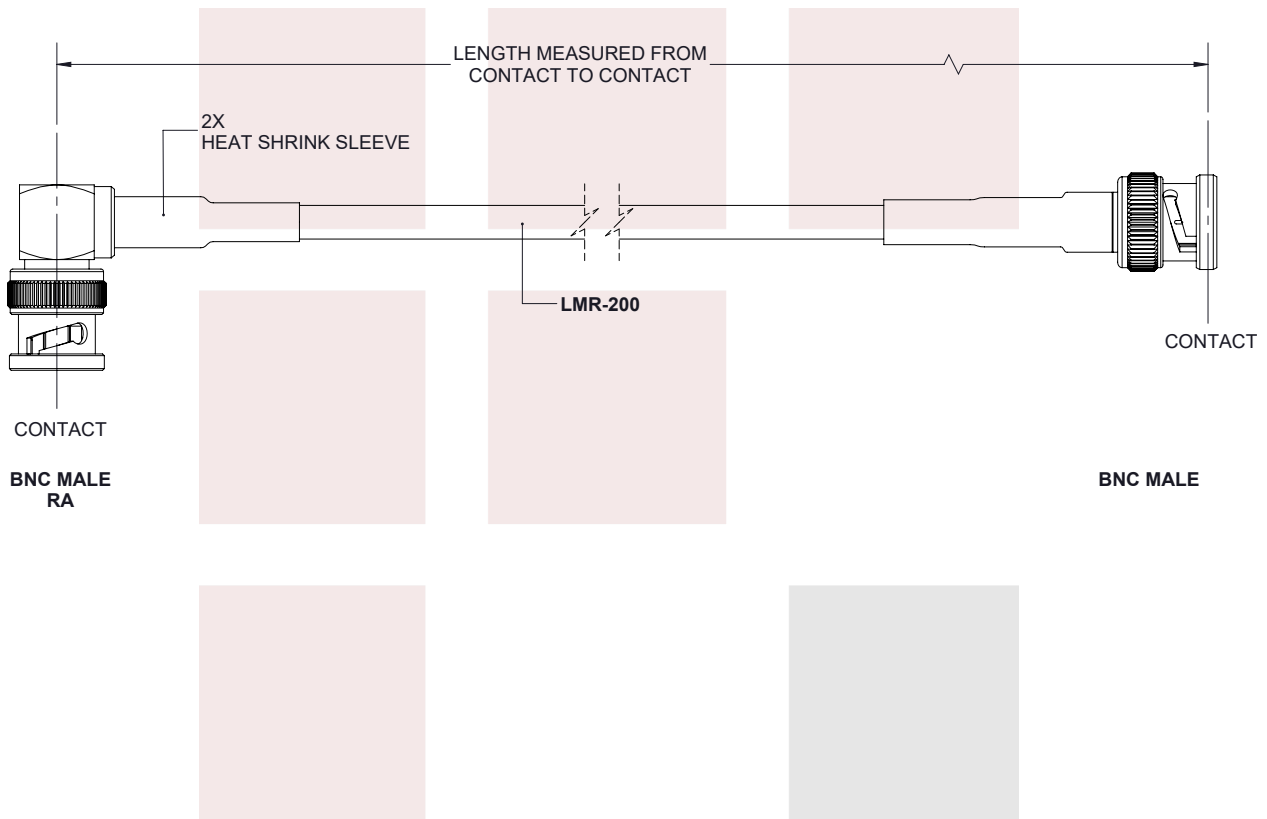 LENGTH MEASURED FROM
CONTACT TO CONTACT
2X
HEAT SHRINK SLEEVE
LMR-200
CONTACT
CONTACT
BNC MALE
RA
BNC MALE